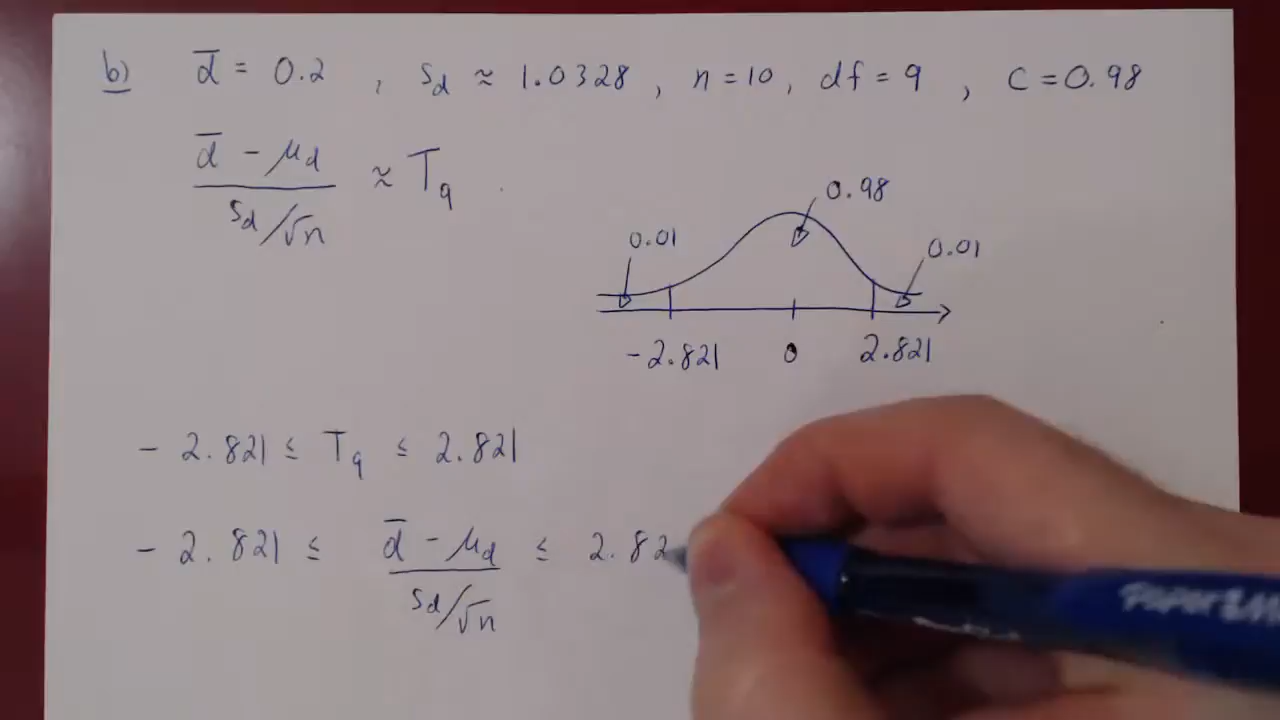 b) d̄ = 0.2 , s_d ≈ 1.0328 , n = 10 , df = 9 , C = 0.98
(d̄ - μ_d) / (s_d/√n) ≈ T_9
0.98
0.01 0.01
-2.821 0 2.821
- 2.821 ≤ T_9 ≤ 2.821
- 2.821 ≤ (d̄ - μ_d) / (s_d/√n) ≤ 2.82